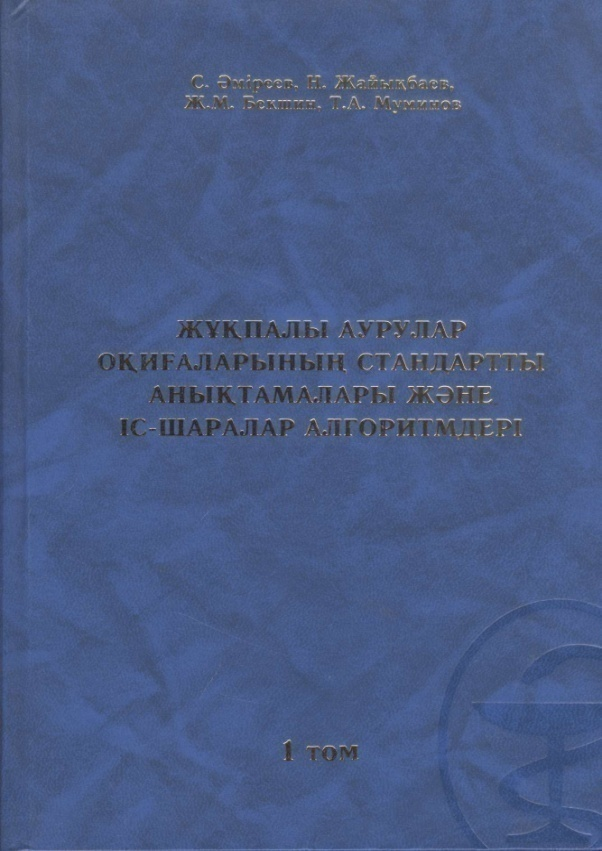 С. Әміреев, Н. Жайықбаев,
Ж.М. Бекшин, Т.А. Муминов
ЖҰҚПАЛЫ АУРУЛАР
ОҚИҒАЛАРЫНЫҢ СТАНДАРТТЫ
АНЫҚТАМАЛАРЫ ЖӘНЕ
ІС-ШАРАЛАР АЛГОРИТМДЕРІ
1 том